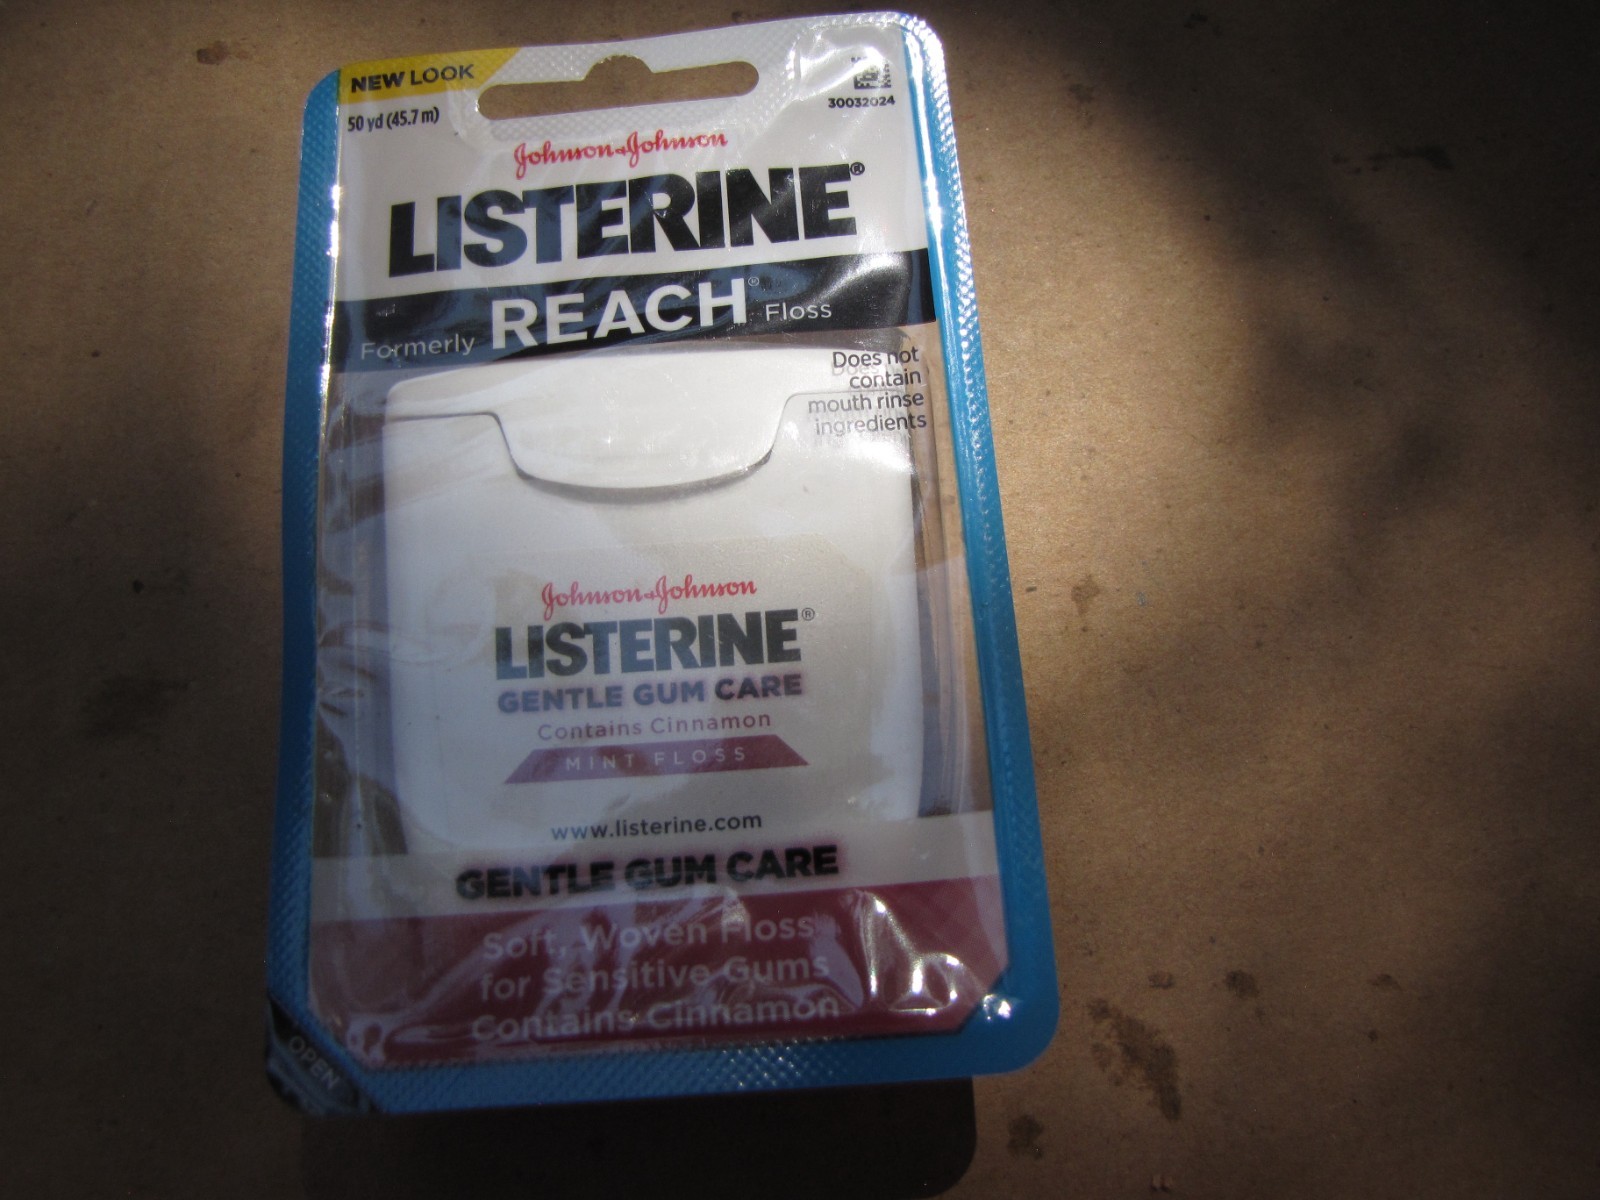 NEW LOOK
50 yd (45.7 m)
30032024
Johnson & Johnson
LISTERINE®
Formerly REACH® Floss
Does not
contain
mouth rinse
ingredients
Johnson & Johnson
LISTERINE®
GENTLE GUM CARE
Contains Cinnamon
MINT FLOSS
www.listerine.com
GENTLE GUM CARE
Soft, Woven Floss
for Sensitive Gums
Contains Cinnamon
OPEN